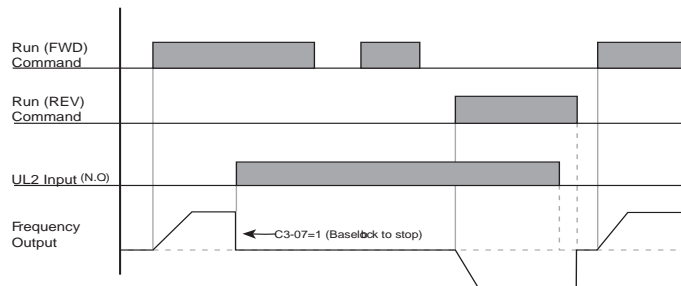 Run (FWD)
Command
Run (REV)
Command
UL2 Input (N.O)
Frequency
Output
C3-07=1 (Baseblock to stop)